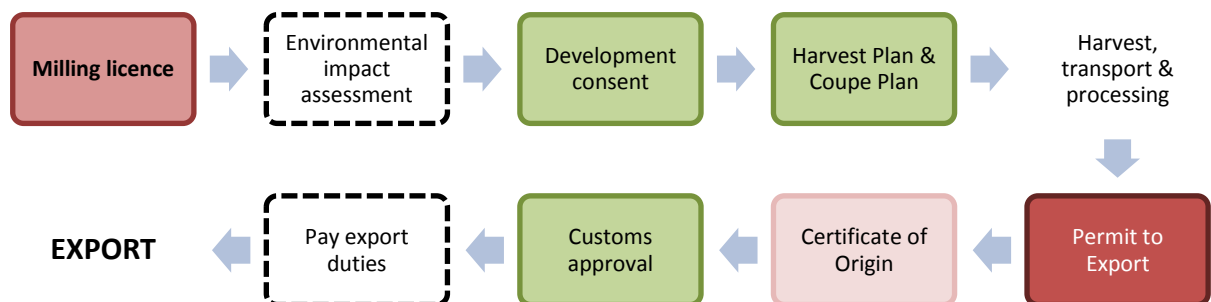 Milling licence
Environmental
impact
assessment
Development
consent
Harvest Plan &
Coupe Plan
Harvest,
transport &
processing
Permit to
Export
Certificate of
Origin
Customs
approval
Pay export
duties
EXPORT